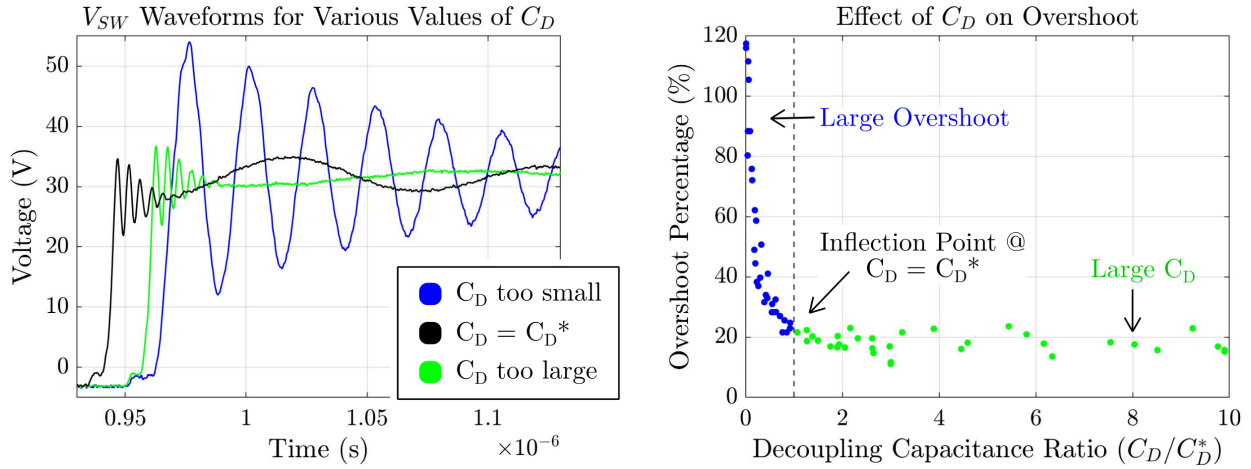 V_SW Waveforms for Various Values of C_D
50
40
30
20
10
0
Voltage (V)
0.95 1 1.05 1.1
×10⁻⁶
Time (s)
C_D too small
C_D = C_D*
C_D too large
Effect of C_D on Overshoot
120
100
80
60
40
20
0
Overshoot Percentage (%)
Large Overshoot
Inflection Point @
C_D = C_D*
Large C_D
0 2 4 6 8 10
Decoupling Capacitance Ratio (C_D/C_D*)